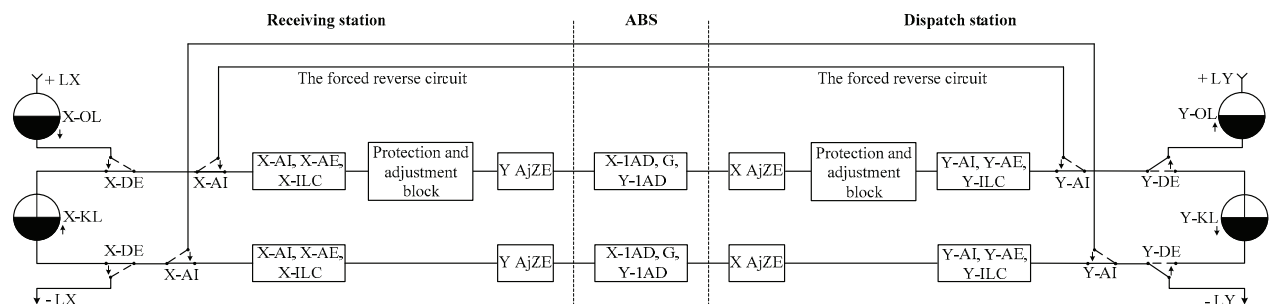 Receiving station ABS Dispatch station
The forced reverse circuit The forced reverse circuit
+ LX + LY
X-OL Y-OL
X-DE X-AI Y-AI Y-DE
X-AI, X-AE,
X-ILC
Protection and
adjustment
block
Y AjZE
X-1AD, G,
Y-1AD
X AjZE
Protection and
adjustment
block
Y-AI, Y-AE,
Y-ILC
X-KL Y-KL
X-DE X-AI Y-AI Y-DE
X-AI, X-AE,
X-ILC
Y AjZE
X-1AD, G,
Y-1AD
X AjZE
Y-AI, Y-AE,
Y-ILC
- LX - LY